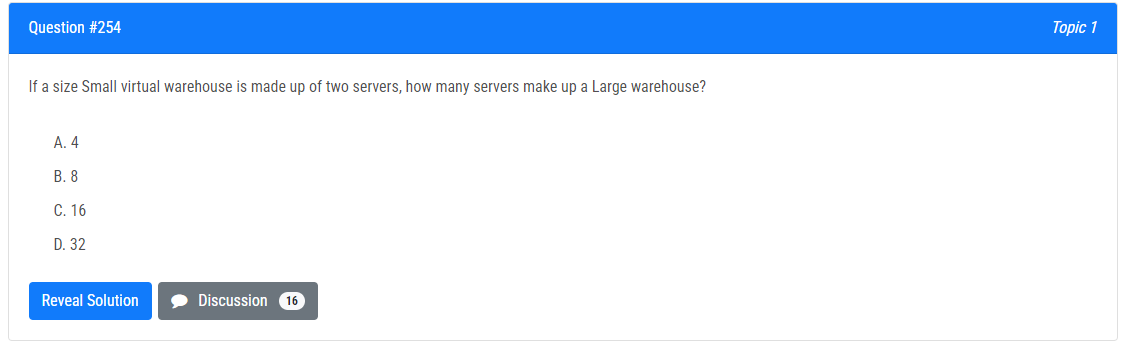 Question #254
Topic 1
If a size Small virtual warehouse is made up of two servers, how many servers make up a Large warehouse?
A. 4
B. 8
C. 16
D. 32
Reveal Solution
Discussion 16